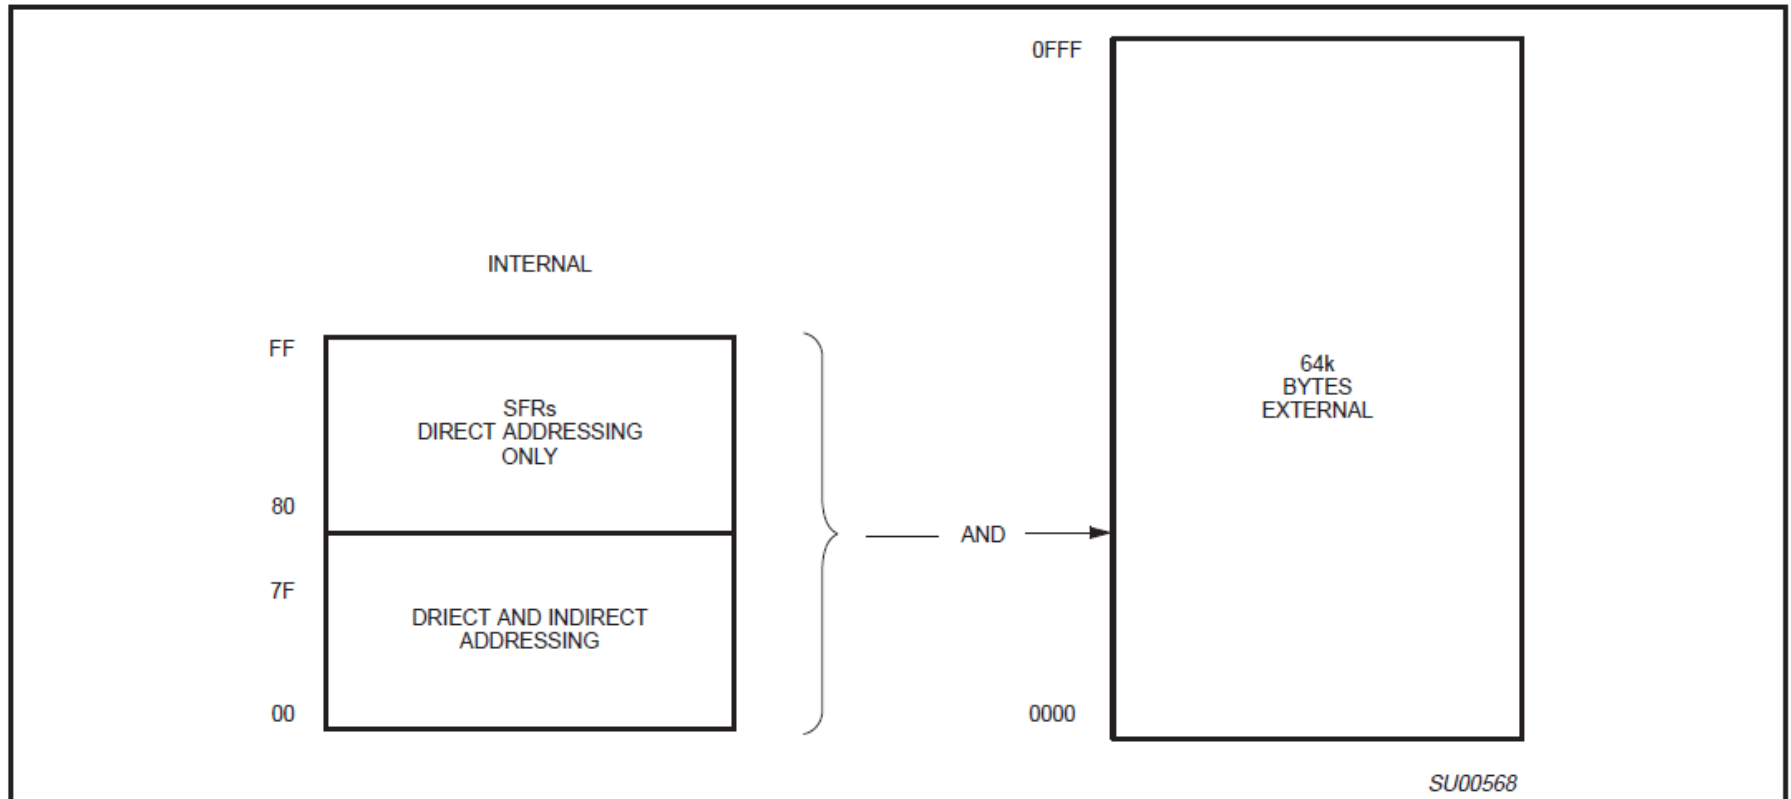 0FFF
INTERNAL
FF
SFRs
DIRECT ADDRESSING
ONLY
80
7F
DRIECT AND INDIRECT
ADDRESSING
00
AND
64k
BYTES
EXTERNAL
0000
SU00568